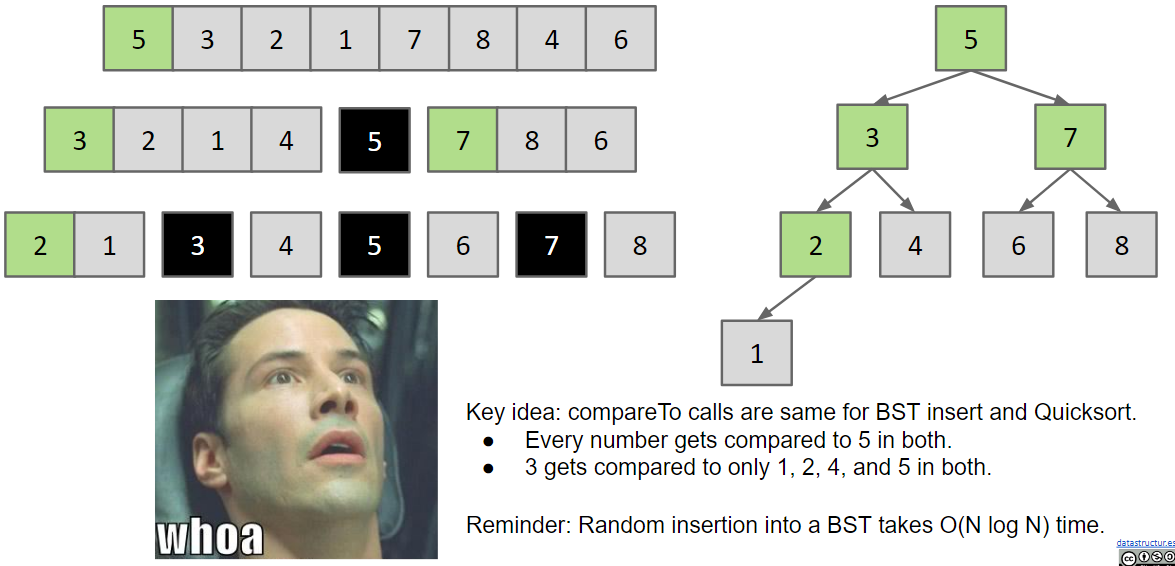 5 3 2 1 7 8 4 6
3 2 1 4 5 7 8 6
2 1 3 4 5 6 7 8
5
3 7
2 4 6 8
1
whoa
Key idea: compareTo calls are same for BST insert and Quicksort.
● Every number gets compared to 5 in both.
● 3 gets compared to only 1, 2, 4, and 5 in both.
Reminder: Random insertion into a BST takes O(N log N) time.
datastructur.es